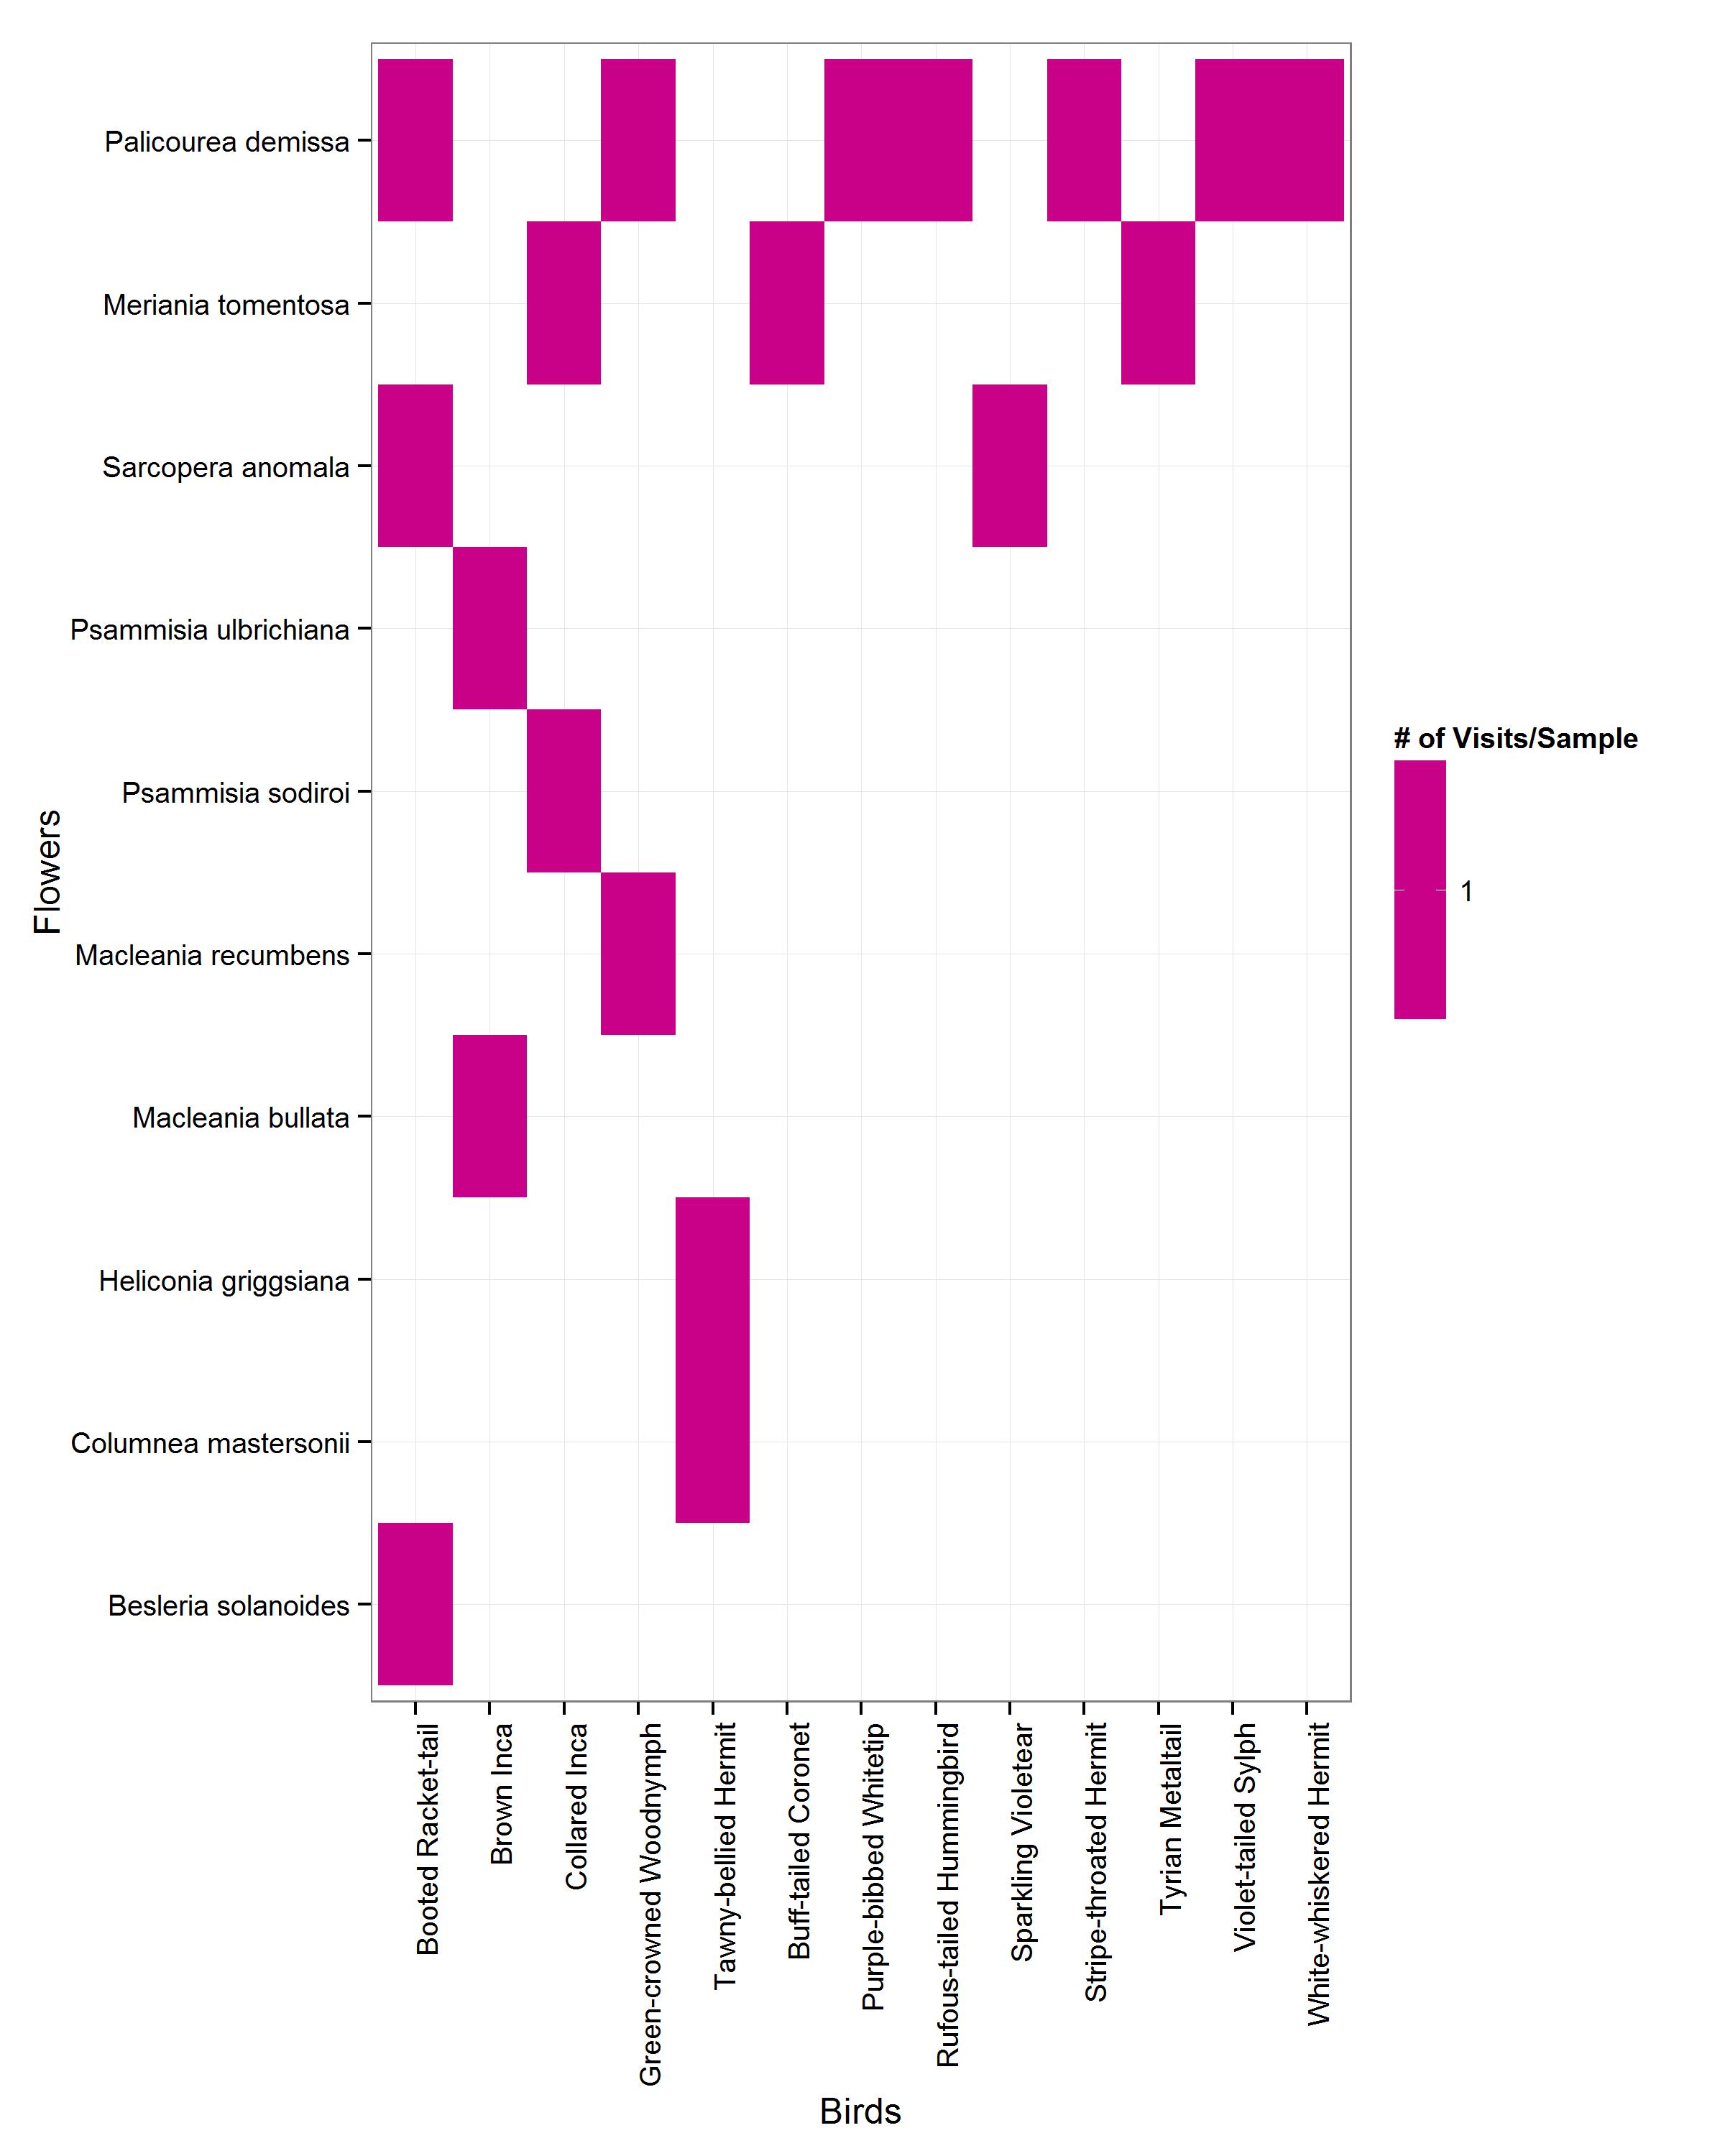 Palicourea demissa
Meriania tomentosa
Sarcopera anomala
Psammisia ulbrichiana
Psammisia sodiroi
Macleania recumbens
Macleania bullata
Heliconia griggsiana
Columnea mastersonii
Besleria solanoides
Flowers
Booted Racket-tail
Brown Inca
Collared Inca
Green-crowned Woodnymph
Tawny-bellied Hermit
Buff-tailed Coronet
Purple-bibbed Whitetip
Rufous-tailed Hummingbird
Sparkling Violetear
Stripe-throated Hermit
Tyrian Metaltail
Violet-tailed Sylph
White-whiskered Hermit
Birds
# of Visits/Sample
1